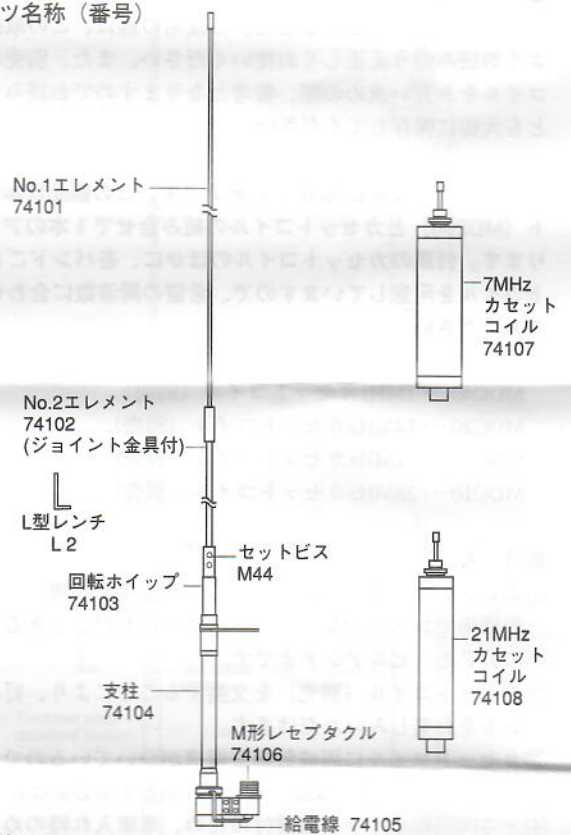 ツ名称（番号）
No.1エレメント
74101
7MHz
カセット
コイル
74107
No.2エレメント
74102
(ジョイント金具付)
L型レンチ
L 2
セットビス
M44
回転ホイップ
74103
21MHz
カセット
コイル
74108
支柱
74104
M形レセプタクル
74106
給電線 74105